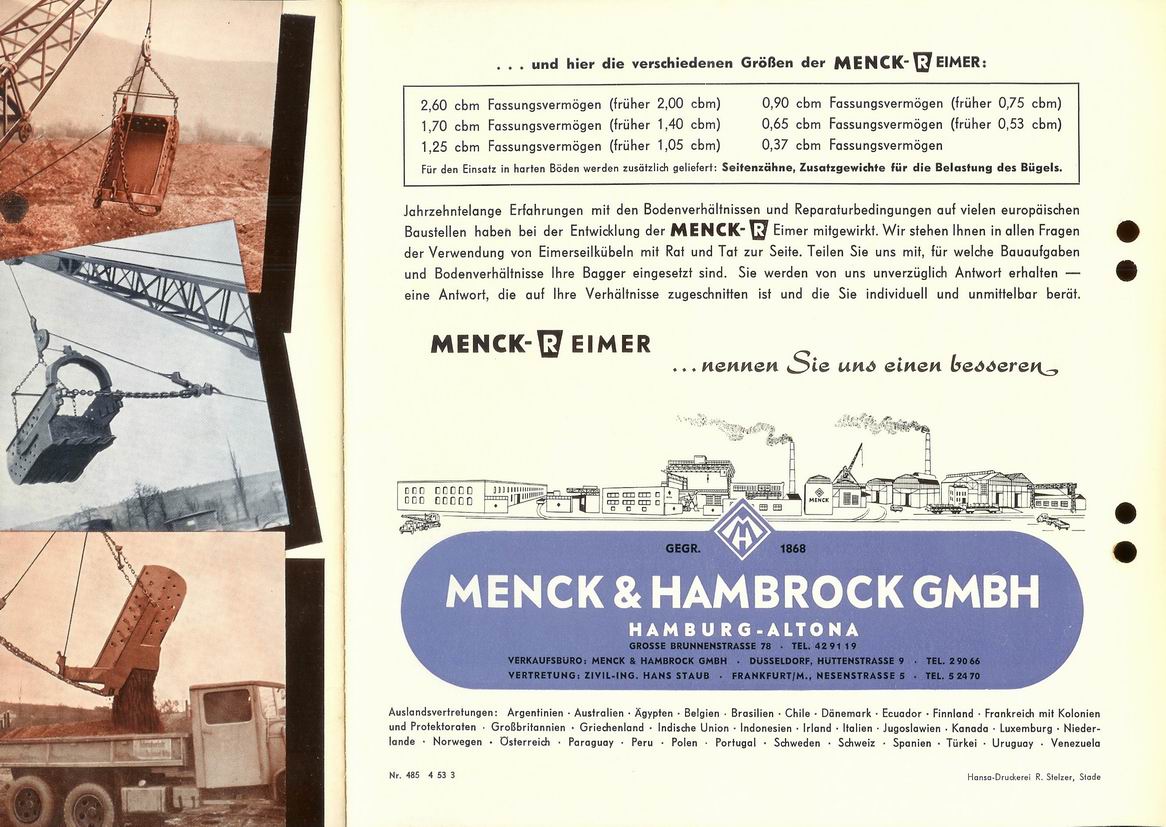 . . . und hier die verschiedenen Größen der MENCK-R EIMER:
2,60 cbm Fassungsvermögen (früher 2,00 cbm)
1,70 cbm Fassungsvermögen (früher 1,40 cbm)
1,25 cbm Fassungsvermögen (früher 1,05 cbm)
0,90 cbm Fassungsvermögen (früher 0,75 cbm)
0,65 cbm Fassungsvermögen (früher 0,53 cbm)
0,37 cbm Fassungsvermögen
Für den Einsatz in harten Böden werden zusätzlich geliefert: Seitenzähne, Zusatzgewichte für die Belastung des Bügels.
Jahrzehntelange Erfahrungen mit den Bodenverhältnissen und Reparaturbedingungen auf vielen europäischen
Baustellen haben bei der Entwicklung der MENCK-R Eimer mitgewirkt. Wir stehen Ihnen in allen Fragen
der Verwendung von Eimerseilkübeln mit Rat und Tat zur Seite. Teilen Sie uns mit, für welche Bauaufgaben
und Bodenverhältnisse Ihre Bagger eingesetzt sind. Sie werden von uns unverzüglich Antwort erhalten —
eine Antwort, die auf Ihre Verhältnisse zugeschnitten ist und die Sie individuell und unmittelbar berät.
MENCK-R EIMER
...nennen Sie uns einen besseren
MENCK
GEGR. 1868
MENCK & HAMBROCK GMBH
HAMBURG-ALTONA
GROSSE BRUNNENSTRASSE 78 · TEL. 42 91 19
VERKAUFSBÜRO: MENCK & HAMBROCK GMBH · DÜSSELDORF, HÜTTENSTRASSE 9 · TEL. 2 90 66
VERTRETUNG: ZIVIL-ING. HANS STAUB · FRANKFURT/M., NESENSTRASSE 5 · TEL. 5 24 70
Auslandsvertretungen: Argentinien · Australien · Ägypten · Belgien · Brasilien · Chile · Dänemark · Ecuador · Finnland · Frankreich mit Kolonien
und Protektoraten · Großbritannien · Griechenland · Indische Union · Indonesien · Irland · Italien · Jugoslawien · Kanada · Luxemburg · Nieder-
lande · Norwegen · Österreich · Paraguay · Peru · Polen · Portugal · Schweden · Schweiz · Spanien · Türkei · Uruguay · Venezuela
Nr. 485 4 53 3
Hansa-Druckerei R. Stelzer, Stade